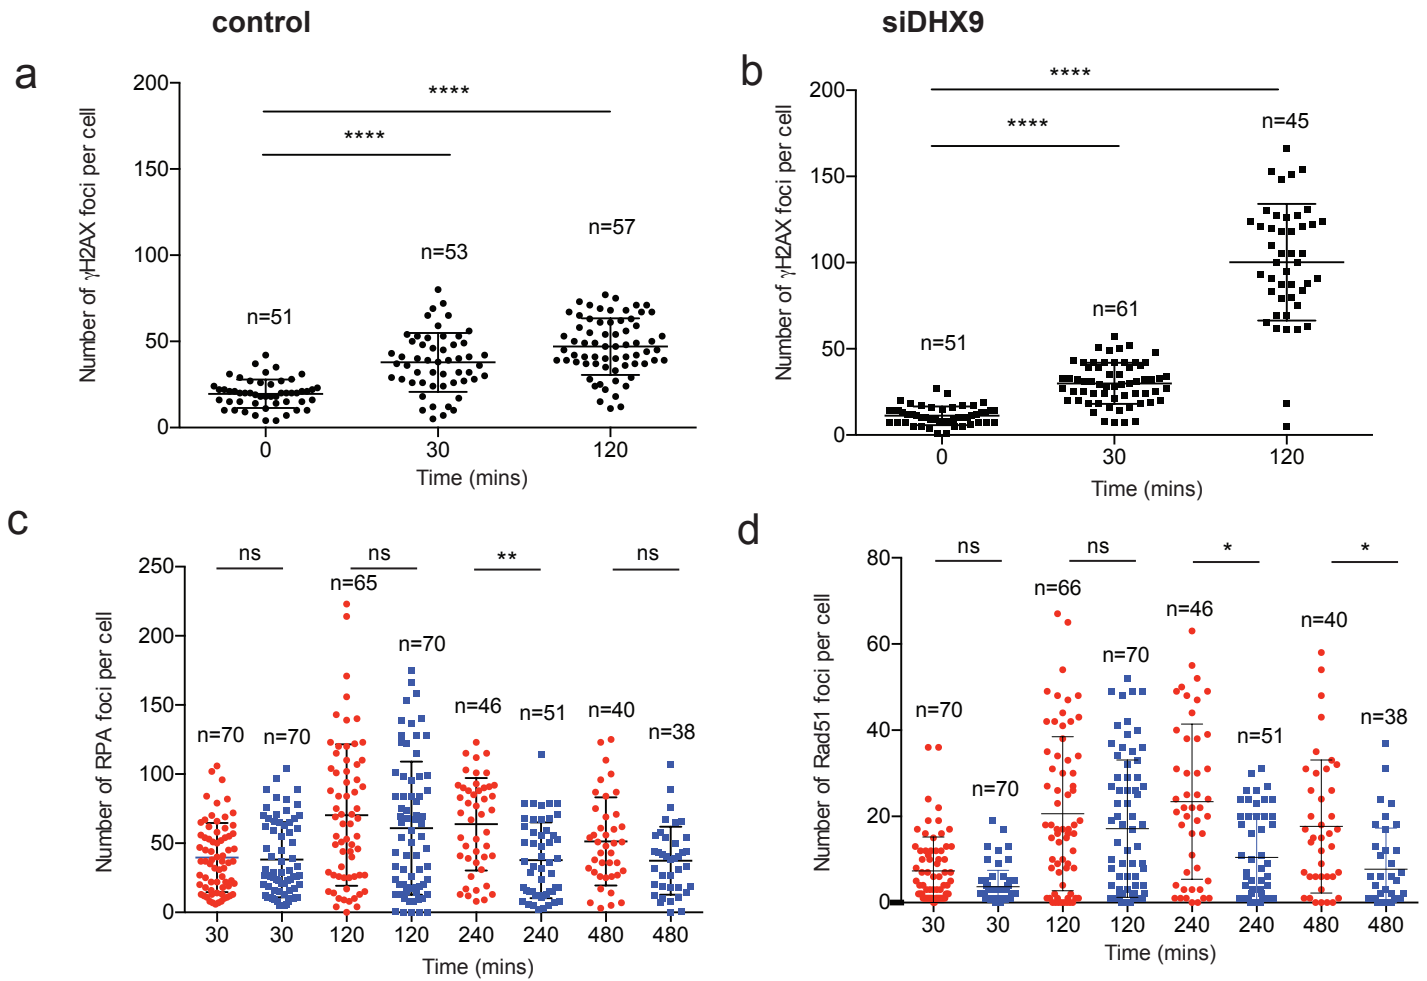 control
siDHX9
a
Number of γH2AX foci per cell
200
150
100
50
0
****
****
n=51
n=53
n=57
0
30
120
Time (mins)
b
Number of γH2AX foci per cell
200
150
100
50
0
****
****
n=51
n=61
n=45
0
30
120
Time (mins)
c
Number of RPA foci per cell
250
200
150
100
50
0
ns
ns
**
ns
n=70
n=70
n=65
n=70
n=46
n=51
n=40
n=38
30
30
120
120
240
240
480
480
Time (mins)
d
Number of Rad51 foci per cell
80
60
40
20
0
ns
ns
*
*
n=70
n=70
n=66
n=70
n=46
n=51
n=40
n=38
30
30
120
120
240
240
480
480
Time (mins)